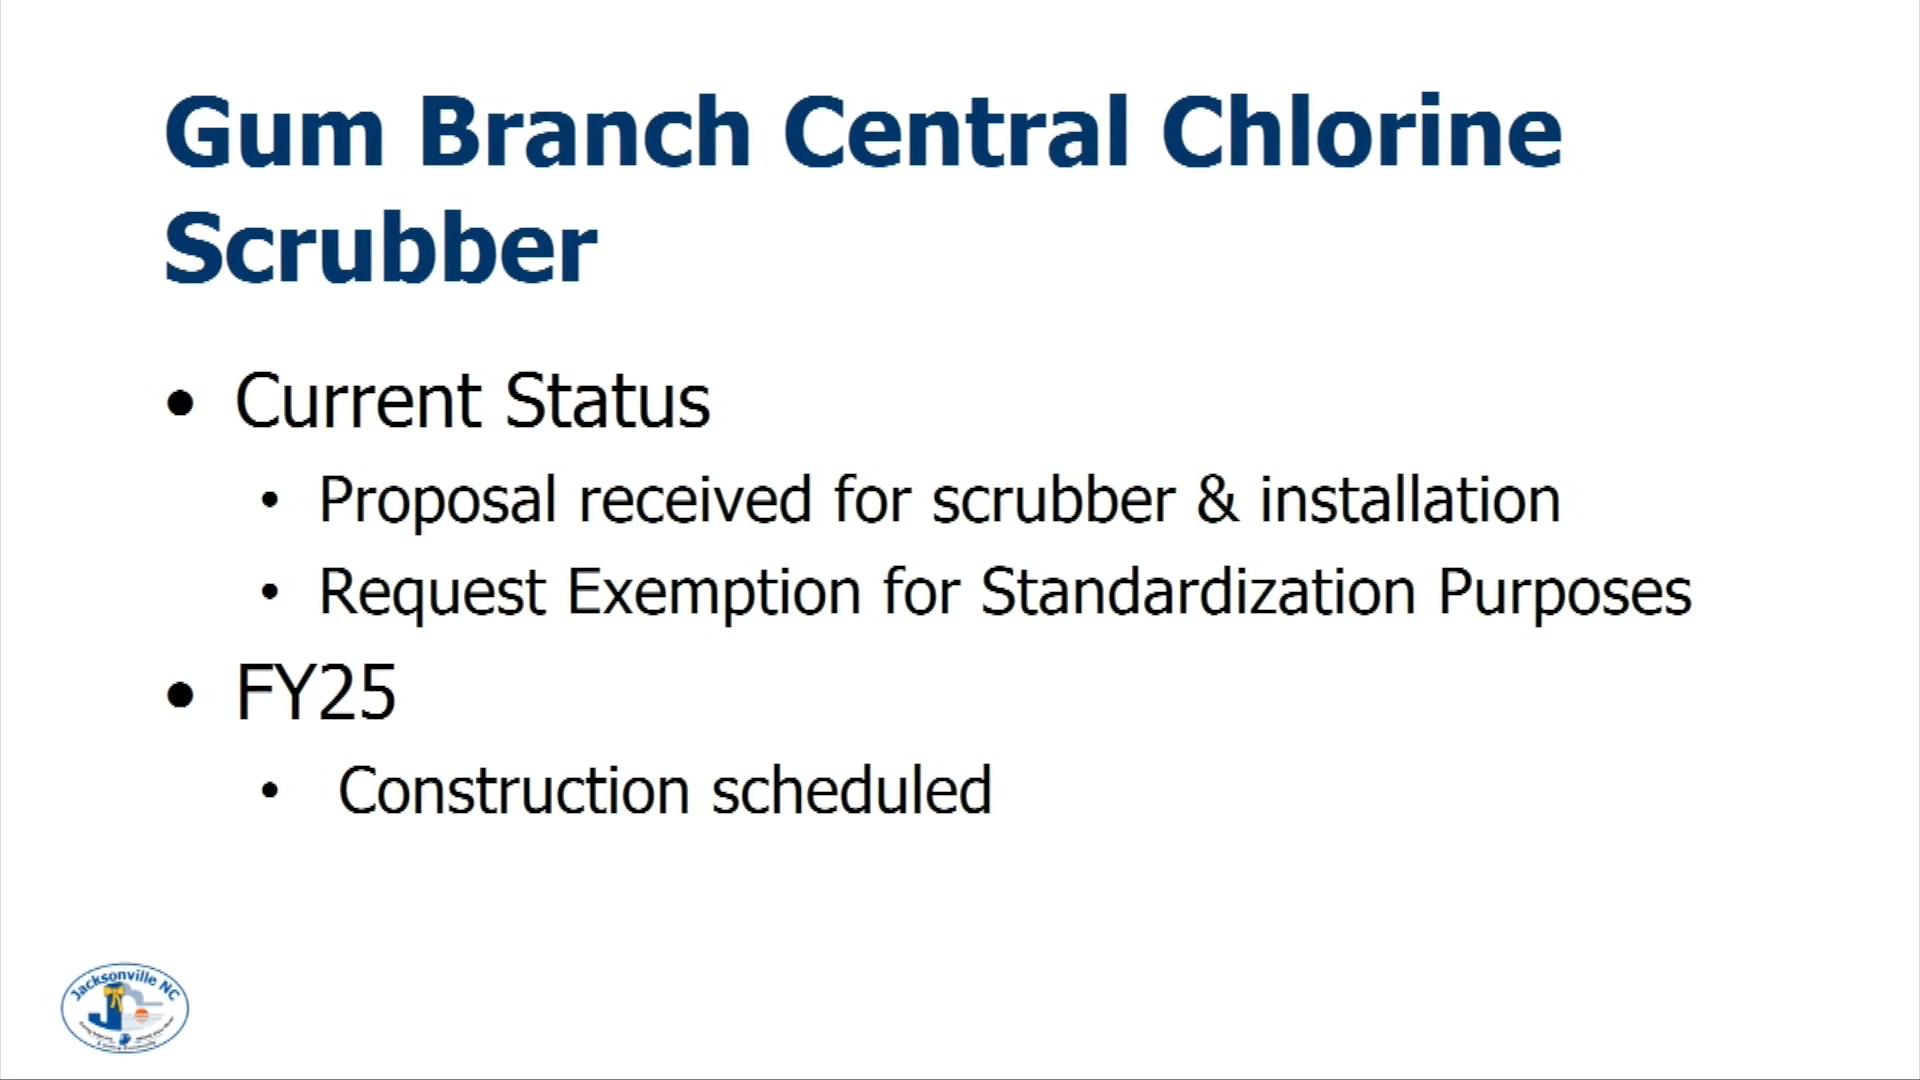 Gum Branch Central Chlorine
Scrubber
• Current Status
• Proposal received for scrubber & installation
• Request Exemption for Standardization Purposes
• FY25
• Construction scheduled
Jacksonville NC